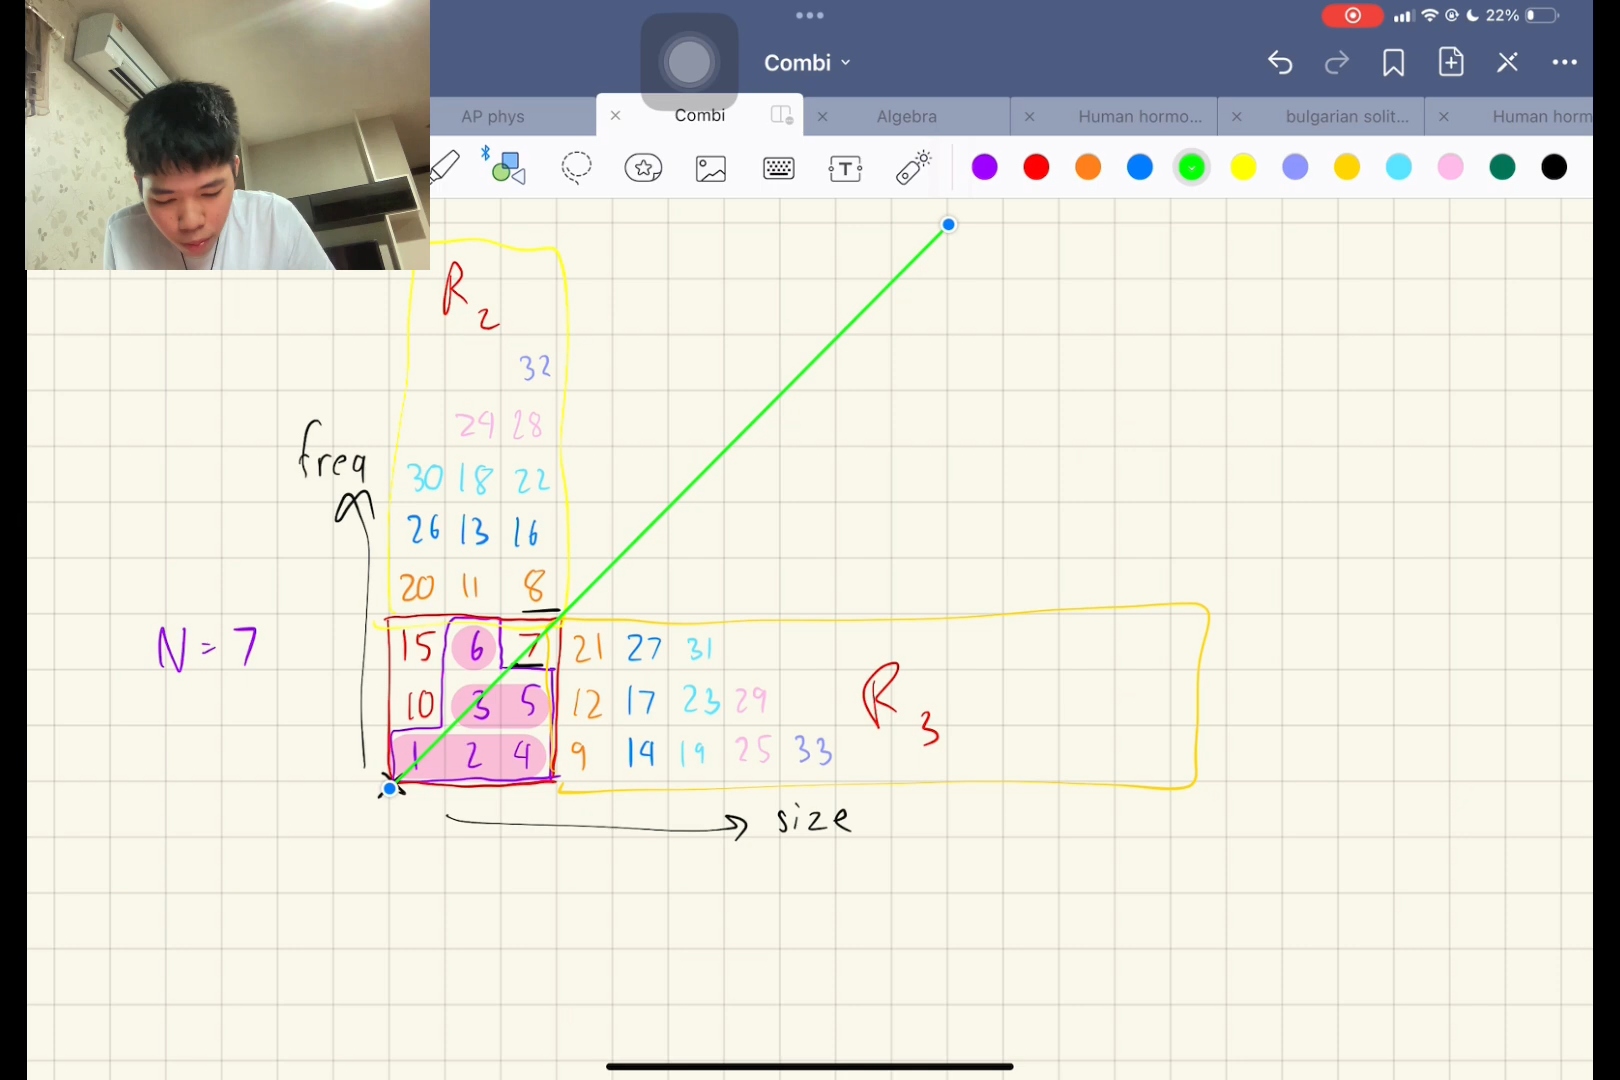 22%
Combi
AP phys
Combi
Algebra
Human hormo...
bulgarian solit...
Human horm
T
R2
32
24 28
freq
30 18 22
26 13 16
20 11 8
N = 7
15 6 7 21 27 31
10 3 5 12 17 23 29
R3
1 2 4 9 14 19 25 33
size